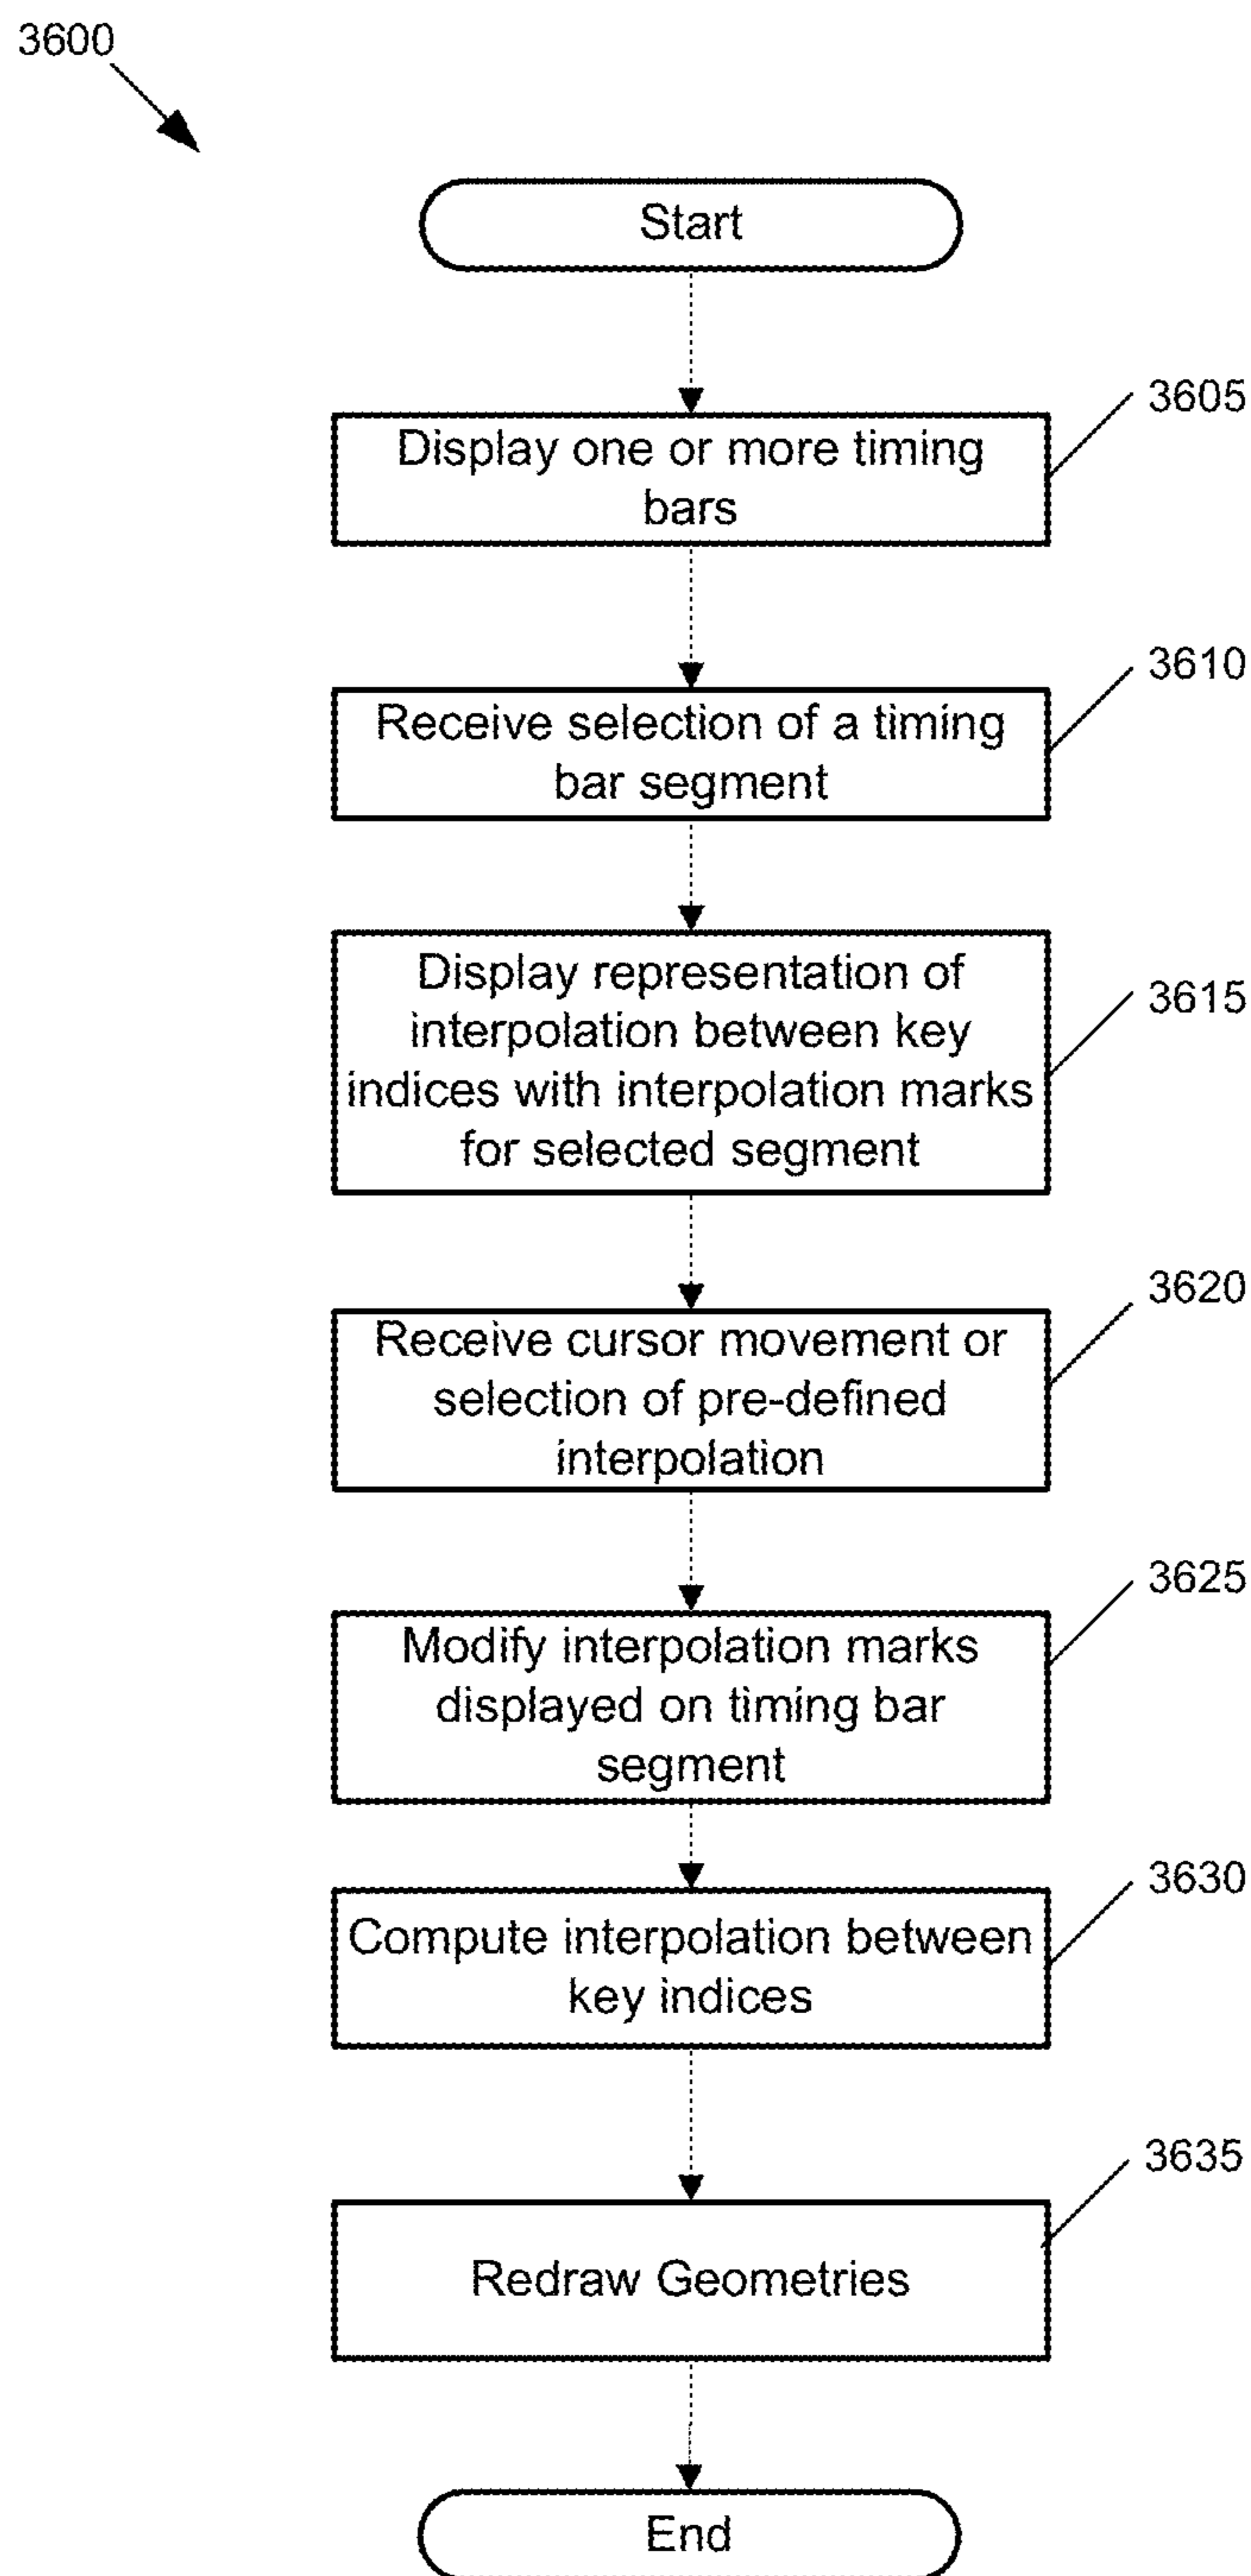 3600
Start
3605
Display one or more timing
bars
3610
Receive selection of a timing
bar segment
3615
Display representation of
interpolation between key
indices with interpolation marks
for selected segment
3620
Receive cursor movement or
selection of pre-defined
interpolation
3625
Modify interpolation marks
displayed on timing bar
segment
3630
Compute interpolation between
key indices
3635
Redraw Geometries
End